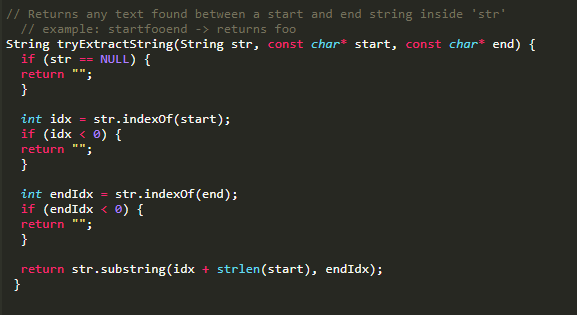 // Returns any text found between a start and end string inside 'str'
// example: startfooend -> returns foo
String tryExtractString(String str, const char* start, const char* end) {
if (str == NULL) {
return "";
}
int idx = str.indexOf(start);
if (idx < 0) {
return "";
}
int endIdx = str.indexOf(end);
if (endIdx < 0) {
return "";
}
return str.substring(idx + strlen(start), endIdx);
}